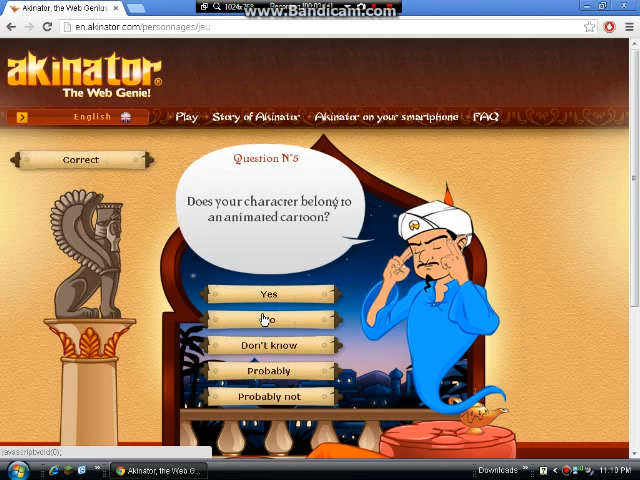 Akinator, the Web Genie
1024x768
www.Bandicam.com
en.akinator.com/personnages/jeu
akinator
The Web Genie!
English
Play
Story of Akinator
Akinator on your smartphone
FAQ
Correct
Question N°5
Does your character belong to
an animated cartoon?
Yes
Don't know
Probably
Probably not
javascript:void(0);
Akinator, the Web G...
Downloads
11:10 PM